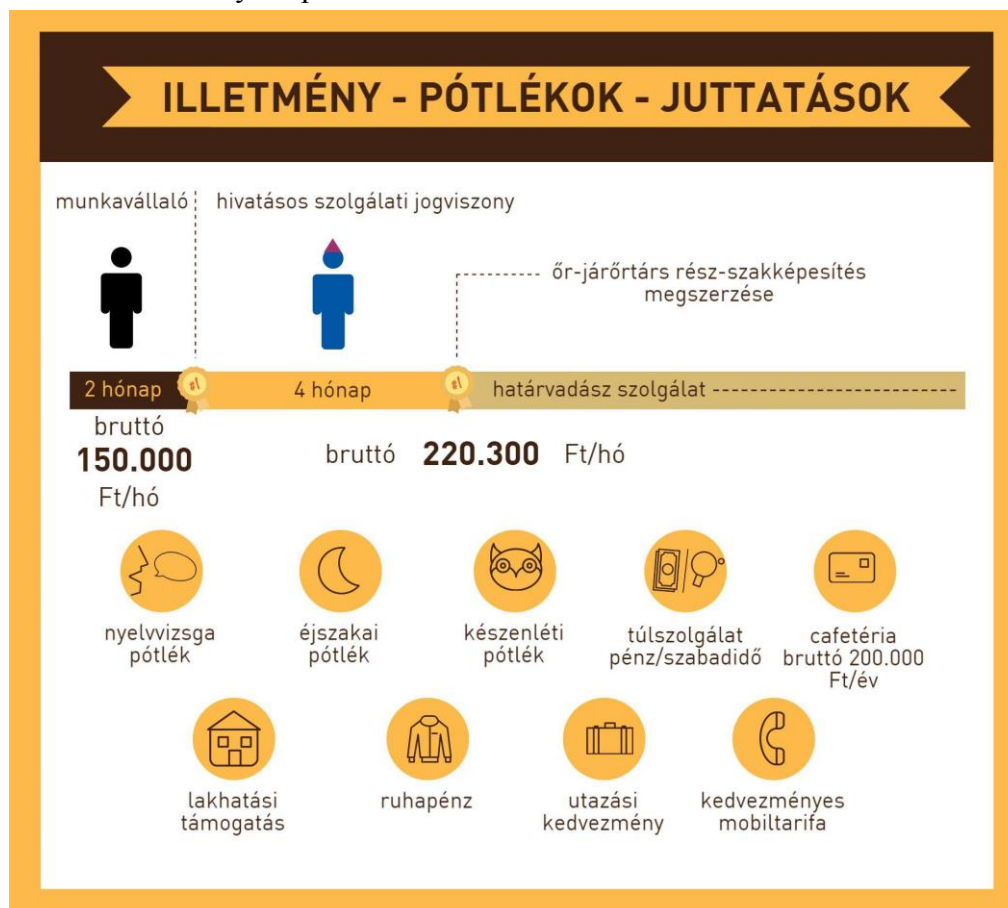 ILLETMÉNY - PÓTLÉKOK - JUTTATÁSOK
munkavállaló
hivatásos szolgálati jogviszony
őr-járőrtárs rész-szakképesítés
megszerzése
2 hónap
4 hónap
határvadász szolgálat
bruttó
150.000
Ft/hó
bruttó 220.300 Ft/hó
nyelvvizsga
pótlék
éjszakai
pótlék
készenléti
pótlék
túlszolgálat
pénz/szabadidő
cafetéria
bruttó 200.000
Ft/év
lakhatási
támogatás
ruhapénz
utazási
kedvezmény
kedvezményes
mobiltarifa